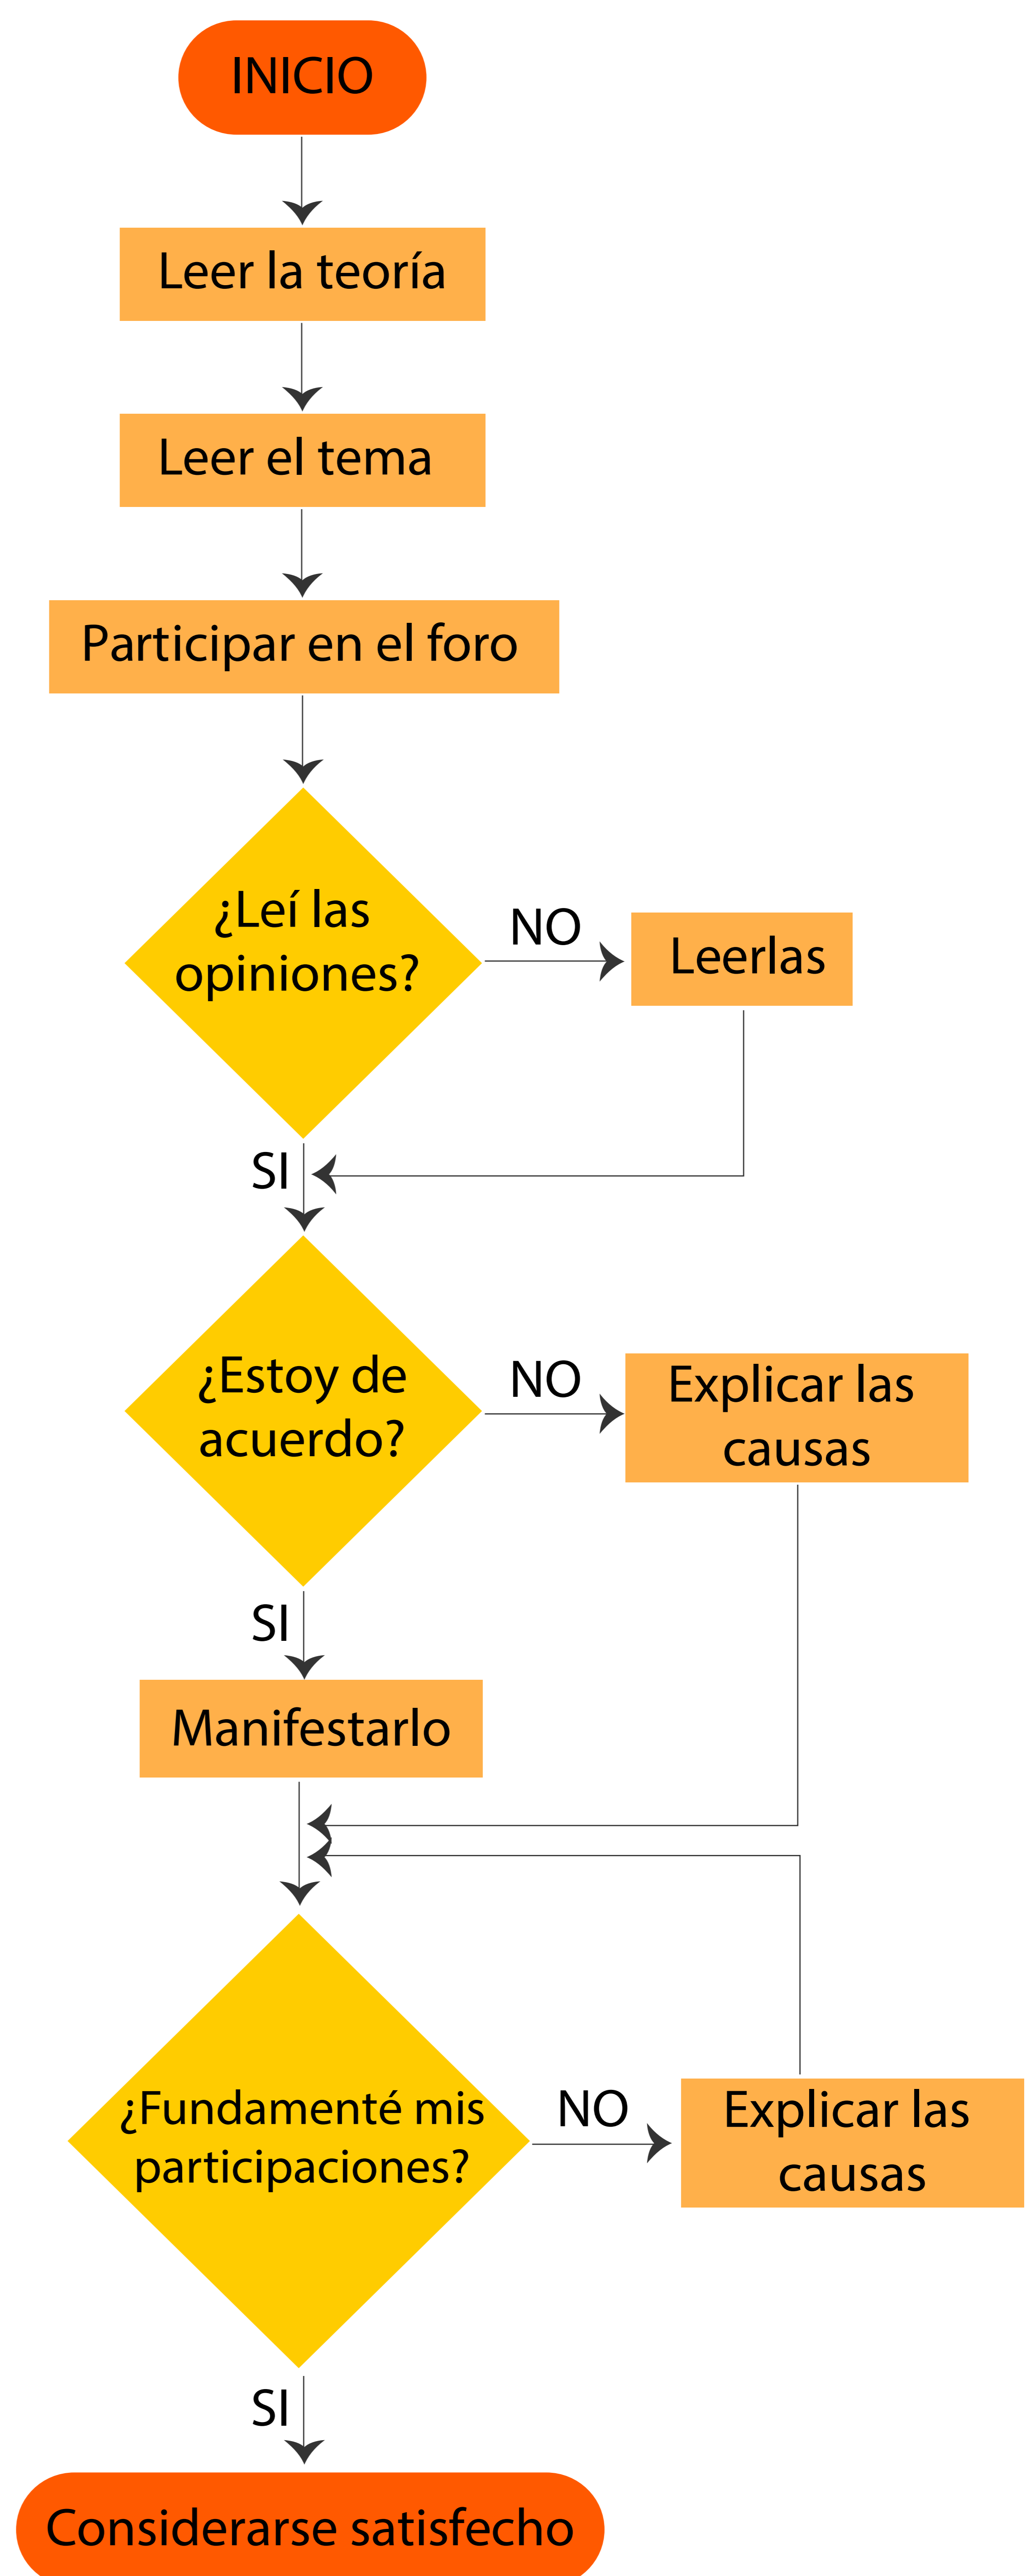 INICIO
Leer la teoría
Leer el tema
Participar en el foro
¿Leí las
opiniones?
NO
Leerlas
SI
¿Estoy de
acuerdo?
NO
Explicar las
causas
SI
Manifestarlo
¿Fundamenté mis
participaciones?
NO
Explicar las
causas
SI
Considerarse satisfecho